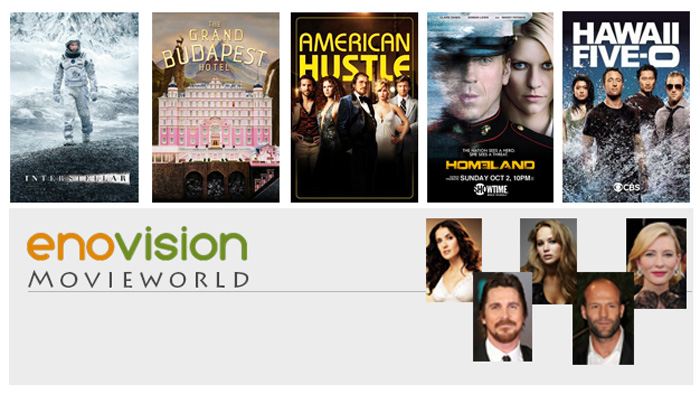 INTERSTELLAR
THE
GRAND
BUDAPEST
HOTEL
AMERICAN
HUSTLE
CLAIRE DANES DAMIAN LEWIS MANDY PATINKIN
THE NATION SEES A HERO.
SHE SEES A THREAT.
HOMELAND
SUNDAY OCT 2, 10PM
SHOWTIME
HAWAII
FIVE-O
CBS
enovision
MOVIEWORLD